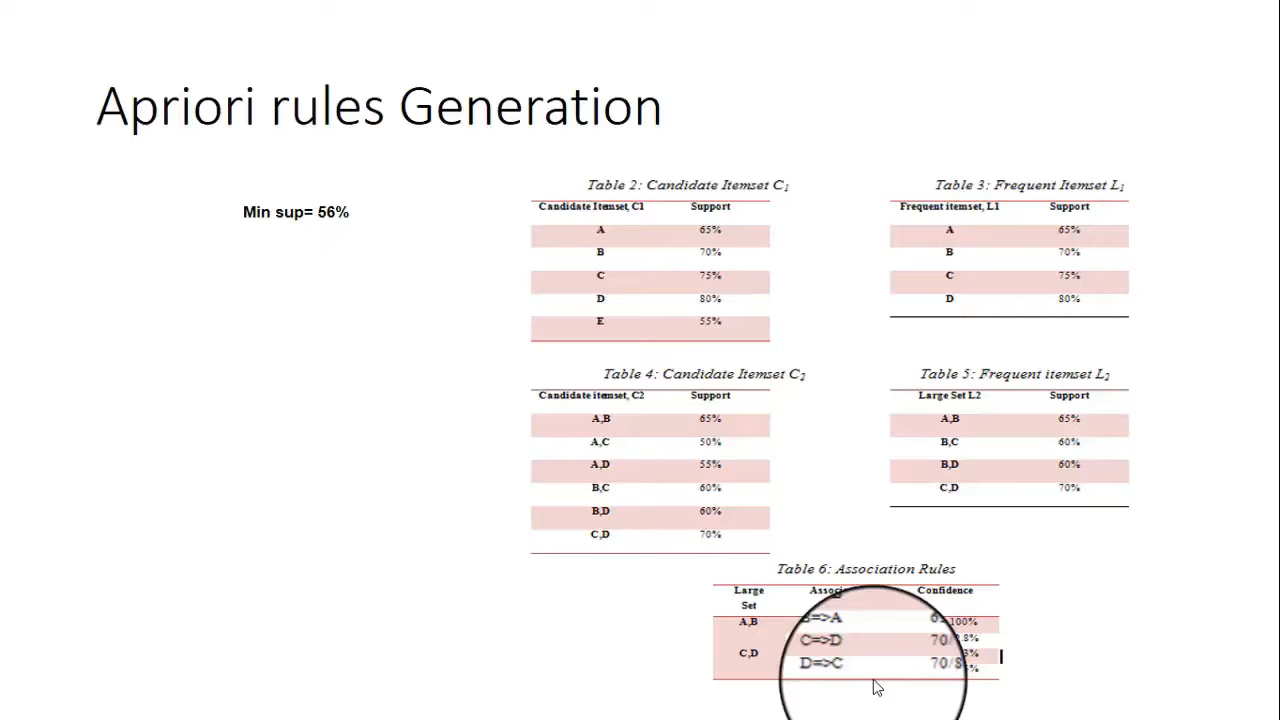 Apriori rules Generation
Min sup= 56%
Table 2: Candidate Itemset C1
Candidate Itemset, C1 Support
A 65%
B 70%
C 75%
D 80%
E 55%
Table 3: Frequent Itemset L1
Frequent itemset, L1 Support
A 65%
B 70%
C 75%
D 80%
Table 4: Candidate Itemset C2
Candidate itemset, C2 Support
A,B 65%
A,C 50%
A,D 55%
B,C 60%
B,D 60%
C,D 70%
Table 5: Frequent itemset L2
Large Set L2 Support
A,B 65%
B,C 60%
B,D 60%
C,D 70%
Table 6: Association Rules
Large Confidence
Set
A,B 100%
B=>A
C=>D 70/
C,D
D=>C 70/8